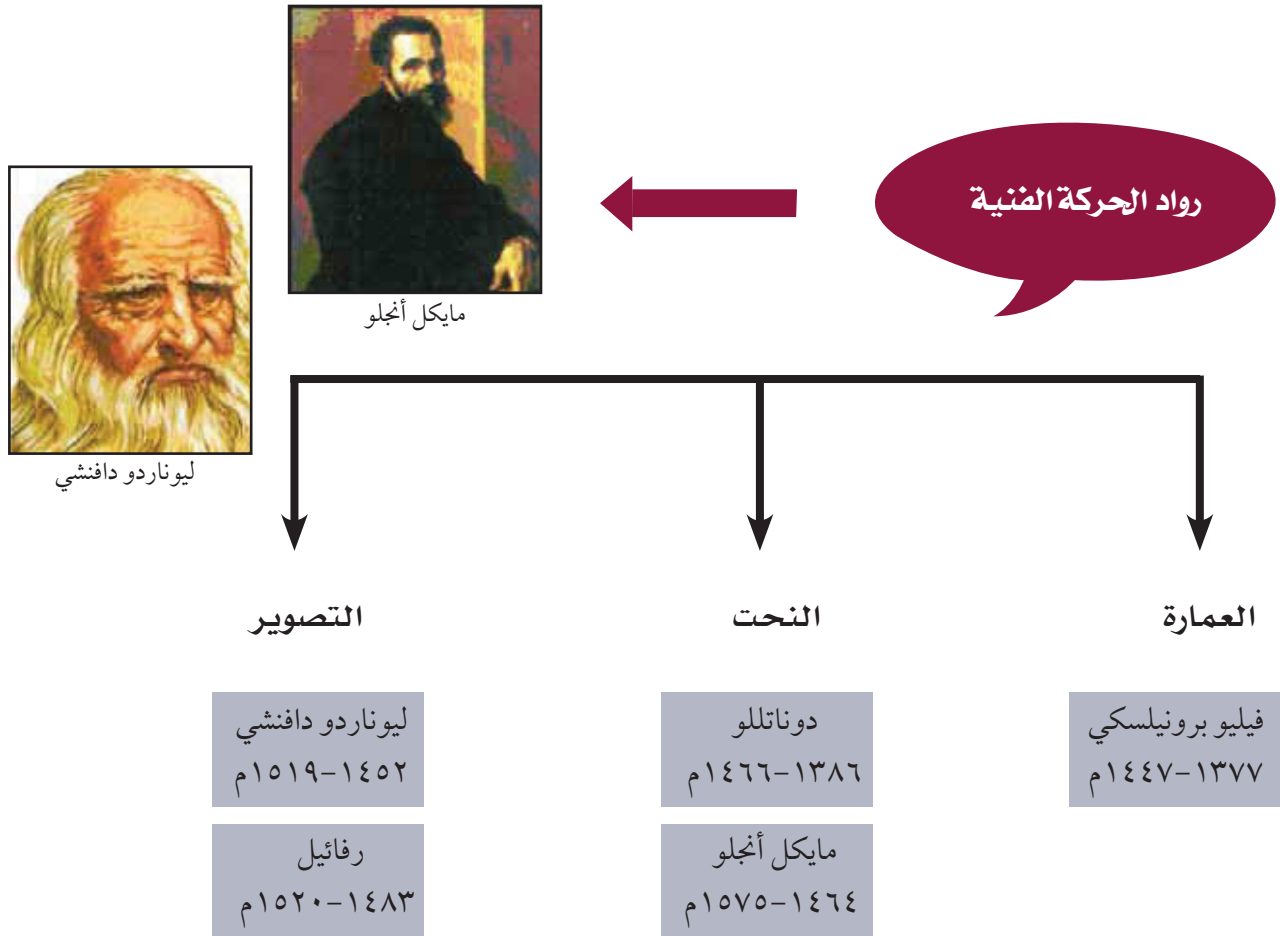 رواد الحركة الفنية
مايكل أنجلو
ليوناردو دافنشي
العمارة
فيليو برونيلسكي
١٣٧٧-١٤٤٧م
النحت
دوناتللو
١٣٨٦-١٤٦٦م
مايكل أنجلو
١٤٦٤-١٥٧٥م
التصوير
ليوناردو دافنشي
١٤٥٢-١٥١٩م
رفائيل
١٤٨٣-١٥٢٠م